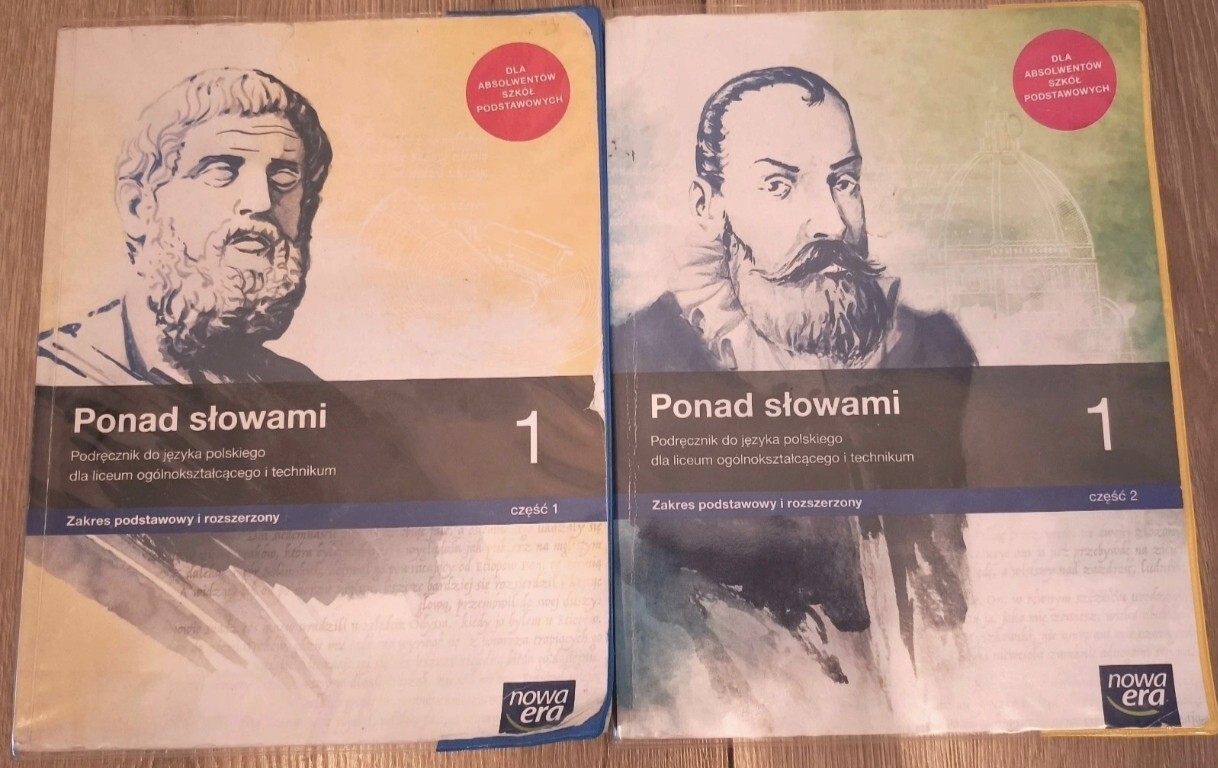 DLA
ABSOLWENTÓW
SZKÓŁ
PODSTAWOWYCH
Ponad słowami
1
Podręcznik do języka polskiego
dla liceum ogólnokształcącego i technikum
Zakres podstawowy i rozszerzony
część 1
nowa
era
DLA
ABSOLWENTÓW
SZKÓŁ
PODSTAWOWYCH
Ponad słowami
1
Podręcznik do języka polskiego
dla liceum ogólnokształcącego i technikum
Zakres podstawowy i rozszerzony
część 2
nowa
era